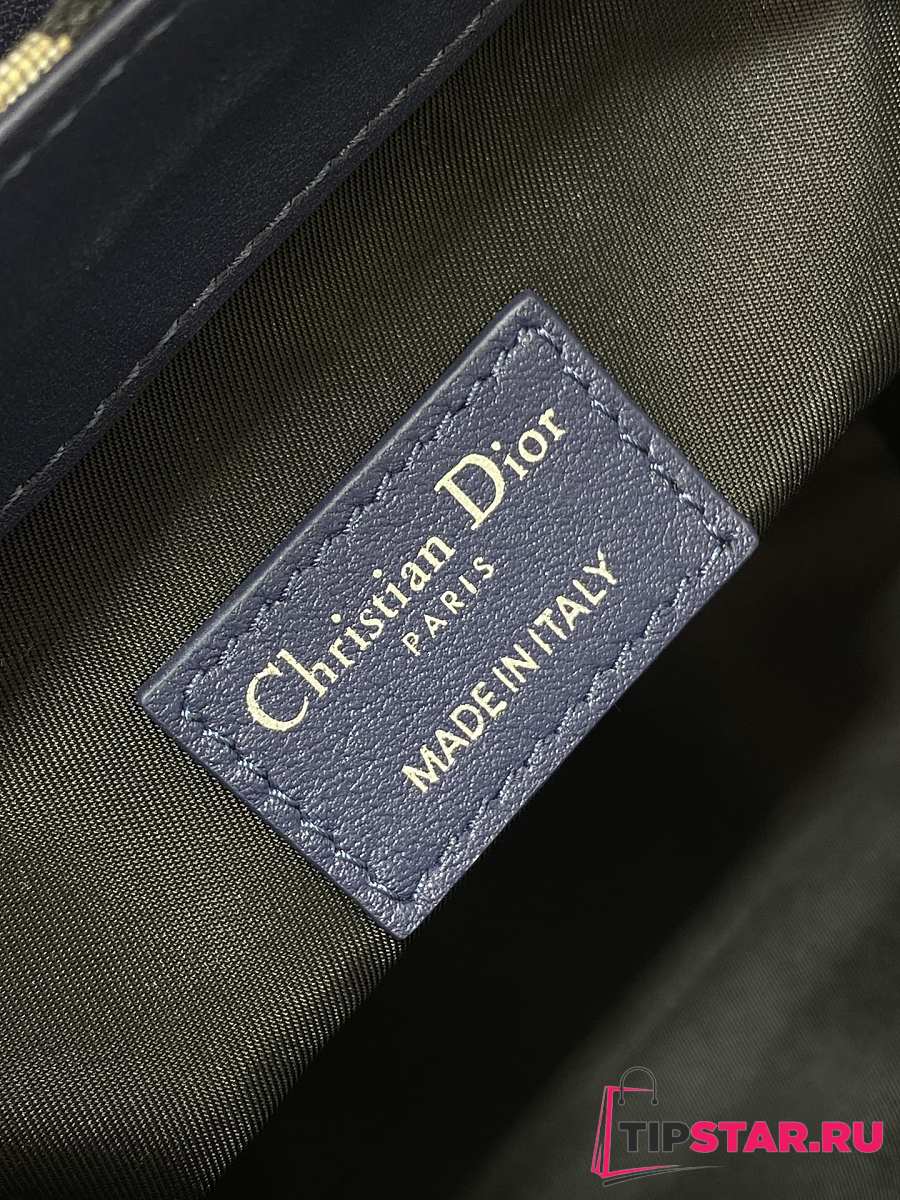 Christian Dior
PARIS
MADE IN ITALY
TIPSTAR.RU